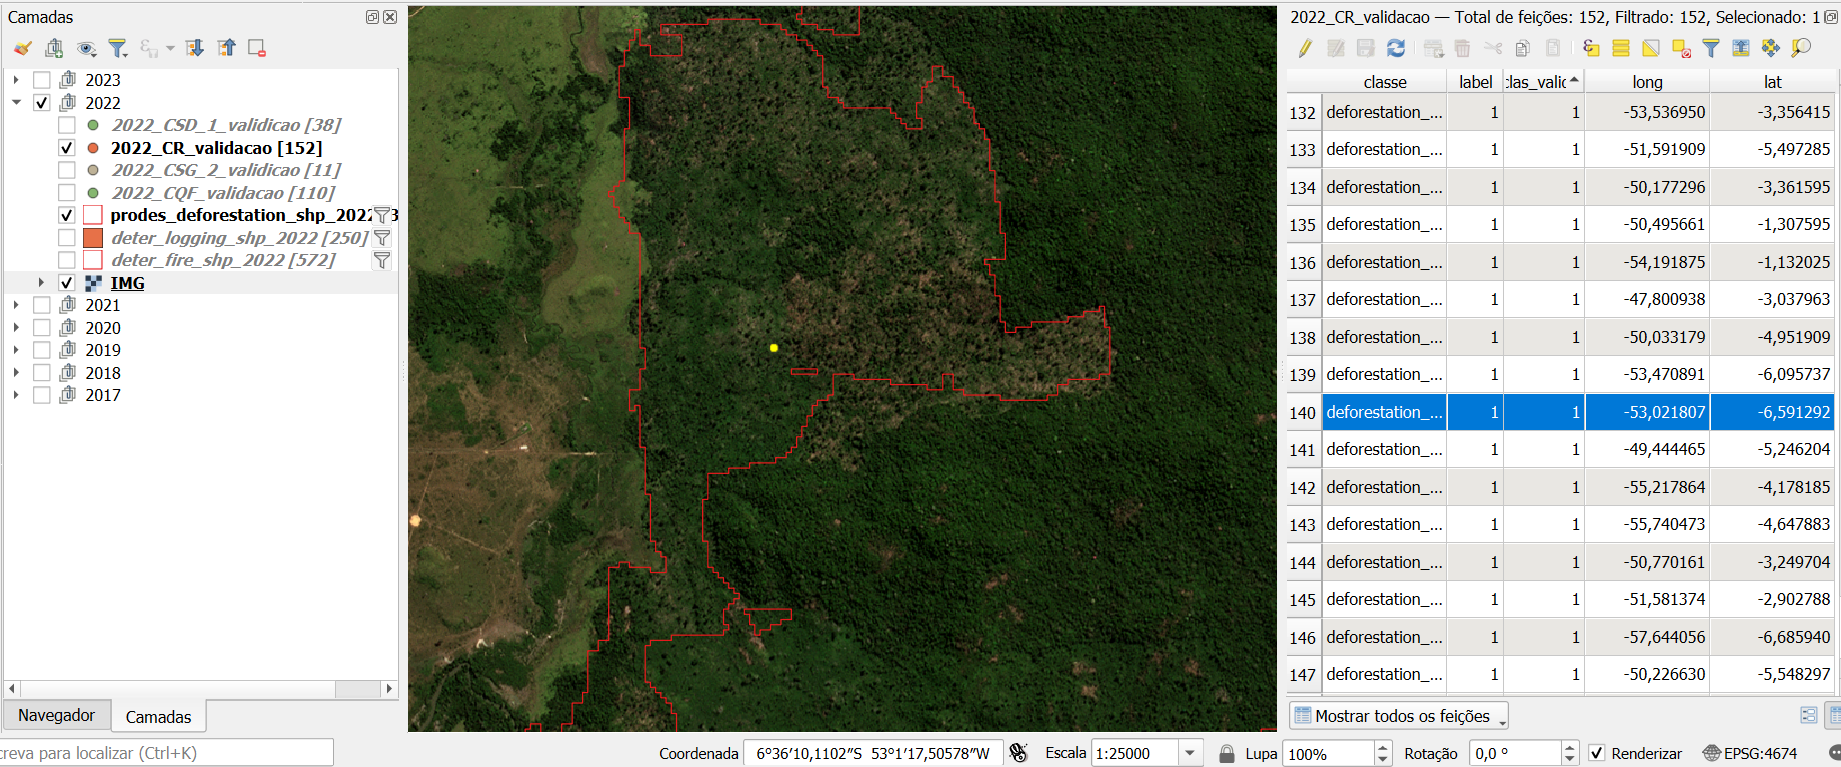 Camadas
2023
2022
2022_CSD_1_validicao [38]
2022_CR_validacao [152]
2022_CSG_2_validicao [11]
2022_CQF_validacao [110]
prodes_deforestation_shp_2022
deter_logging_shp_2022 [250]
deter_fire_shp_2022 [572]
IMG
2021
2020
2019
2018
2017
Navegador
Camadas
creva para localizar (Ctrl+K)
2022_CR_validacao — Total de feições: 152, Filtrado: 152, Selecionado: 1
classe label clas_valic long lat
132 deforestation_... 1 1 -53,536950 -3,356415
133 deforestation_... 1 1 -51,591909 -5,497285
134 deforestation_... 1 1 -50,177296 -3,361595
135 deforestation_... 1 1 -50,495661 -1,307595
136 deforestation_... 1 1 -54,191875 -1,132025
137 deforestation_... 1 1 -47,800938 -3,037963
138 deforestation_... 1 1 -50,033179 -4,951909
139 deforestation_... 1 1 -53,470891 -6,095737
140 deforestation_... 1 1 -53,021807 -6,591292
141 deforestation_... 1 1 -49,444465 -5,246204
142 deforestation_... 1 1 -55,217864 -4,178185
143 deforestation_... 1 1 -55,740473 -4,647883
144 deforestation_... 1 1 -50,770161 -3,249704
145 deforestation_... 1 1 -51,581374 -2,902788
146 deforestation_... 1 1 -57,644056 -6,685940
147 deforestation_... 1 1 -50,226630 -5,548297
Mostrar todos os feições
Coordenada 6°36′10,1102″S 53°1′17,50578″W Escala 1:25000 Lupa 100% Rotação 0,0 ° Renderizar EPSG:4674